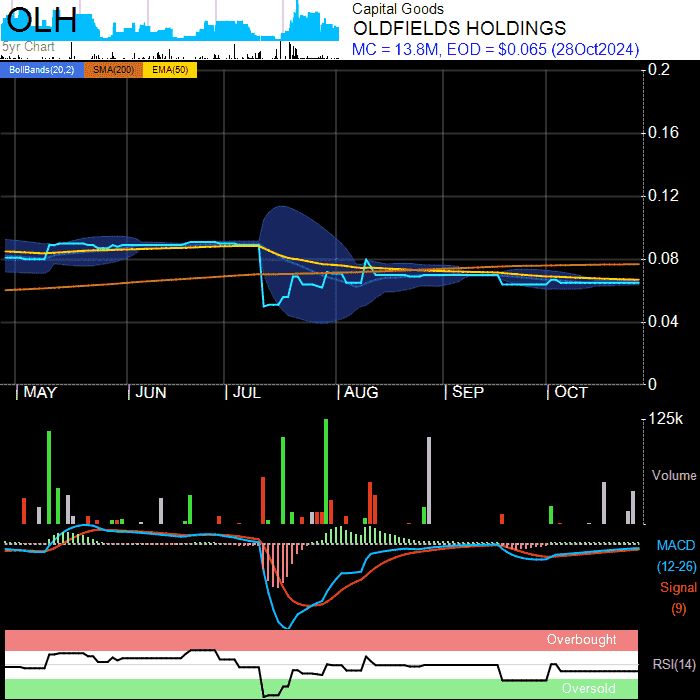 OLH
5yr Chart
Capital Goods
OLDFIELDS HOLDINGS
MC = 13.8M, EOD = $0.065 (28Oct2024)
BollBands(20,2) SMA(200) EMA(50)
0.2
0.16
0.12
0.08
0.04
0
MAY JUN JUL AUG SEP OCT
125k
Volume
MACD
(12-26)
Signal
(9)
Overbought
RSI(14)
Oversold